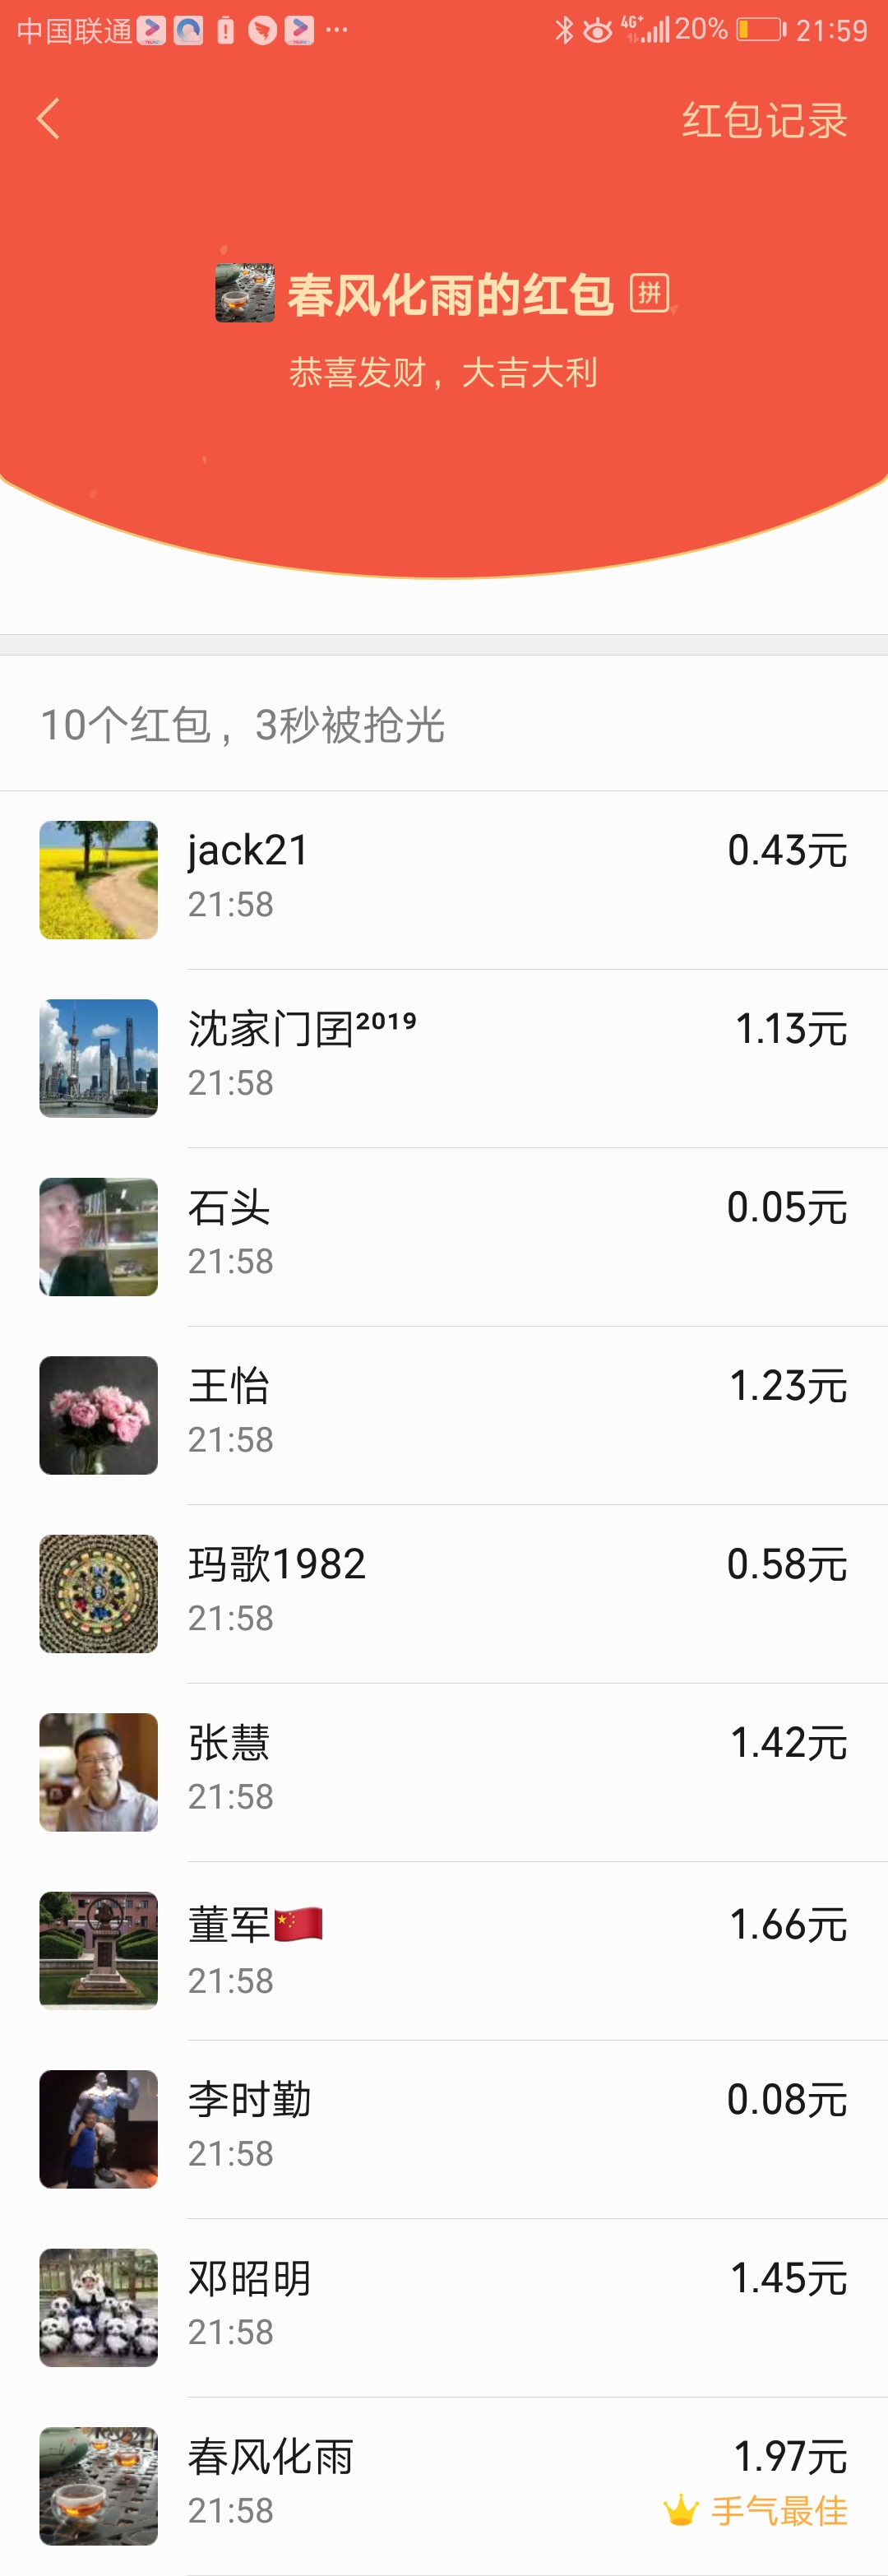 中国联通 ... 4G+ 20% 21:59
红包记录
春风化雨的红包 拼
恭喜发财，大吉大利
10个红包，3秒被抢光
jack21 0.43元
21:58
沈家门囝²⁰¹⁹ 1.13元
21:58
石头 0.05元
21:58
王怡 1.23元
21:58
玛歌1982 0.58元
21:58
张慧 1.42元
21:58
董军🇨🇳 1.66元
21:58
李时勤 0.08元
21:58
邓昭明 1.45元
21:58
春风化雨 1.97元
21:58 手气最佳